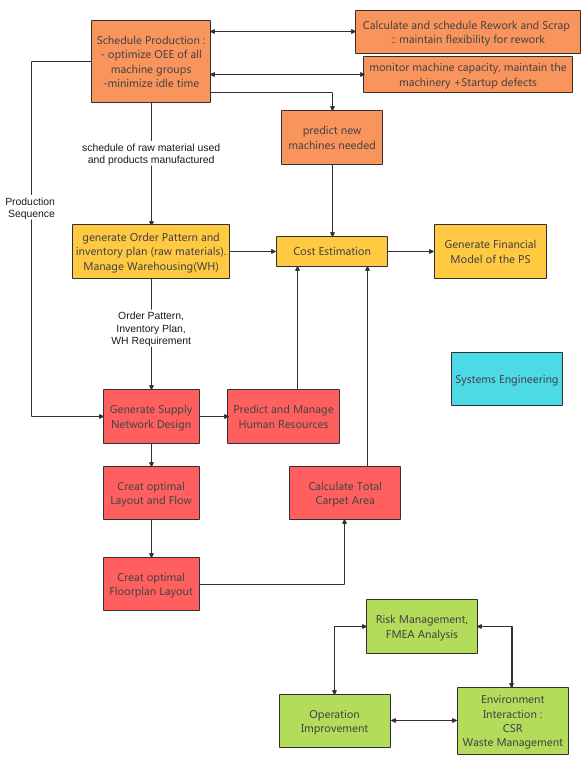 Schedule Production :
- optimize OEE of all
machine groups
-minimize idle time
Calculate and schedule Rework and Scrap
:: maintain flexibility for rework
monitor machine capacity, maintain the
machinery +Startup defects
predict new
machines needed
schedule of raw material used
and products manufactured
Production
Sequence
generate Order Pattern and
inventory plan (raw materials).
Manage Warehousing(WH)
Cost Estimation
Generate Financial
Model of the PS
Order Pattern,
Inventory Plan,
WH Requirement
Systems Engineering
Generate Supply
Network Design
Predict and Manage
Human Resources
Creat optimal
Layout and Flow
Calculate Total
Carpet Area
Creat optimal
Floorplan Layout
Risk Management,
FMEA Analysis
Operation
Improvement
Environment
Interaction :
CSR
Waste Management